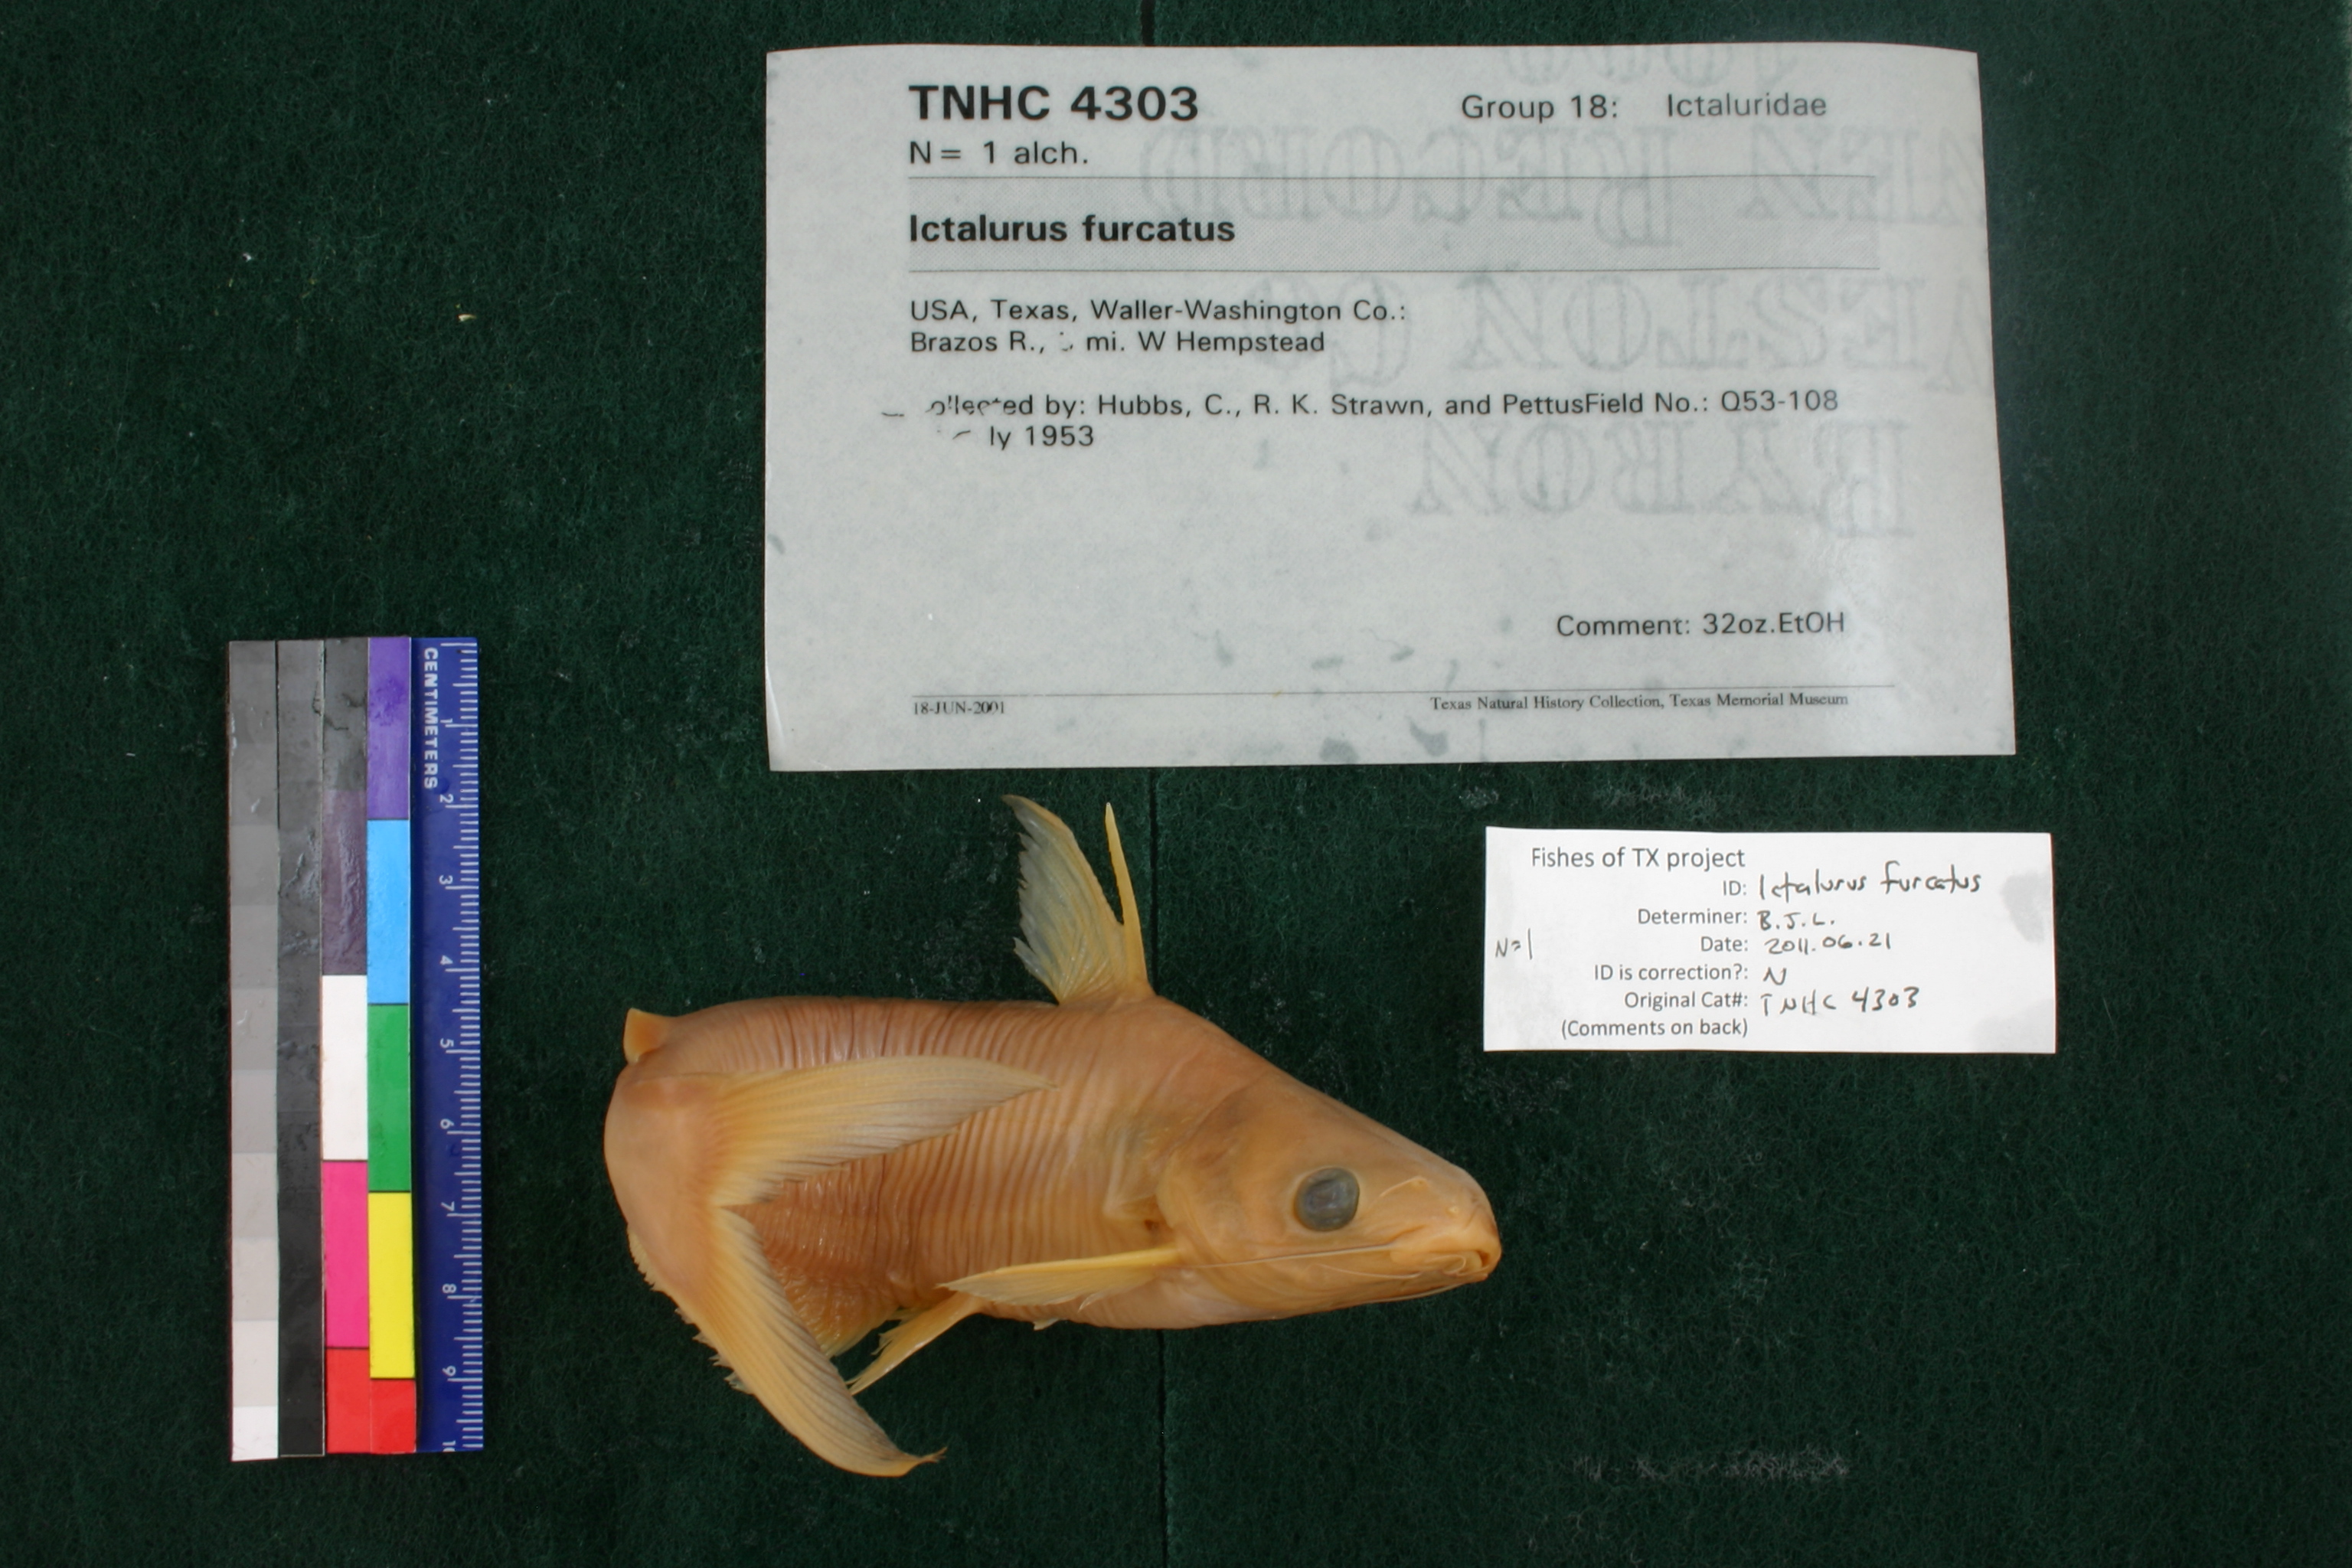 TNHC 4303 Group 18: Ictaluridae
N = 1 alch.
Ictalurus furcatus
USA, Texas, Waller-Washington Co.:
Brazos R., mi. W Hempstead
ollected by: Hubbs, C., R. K. Strawn, and PettusField No.: Q53-108
ly 1953
Comment: 32oz.EtOH
18-JUN-2001 Texas Natural History Collection, Texas Memorial Museum
Fishes of TX project
ID: Ictalurus furcatus
Determiner: B.J.L.
N=1 Date: 2011.06.21
ID is correction?: N
Original Cat#: TNHC 4303
(Comments on back)
CENTIMETERS
1
2
3
4
5
6
7
8
9
10